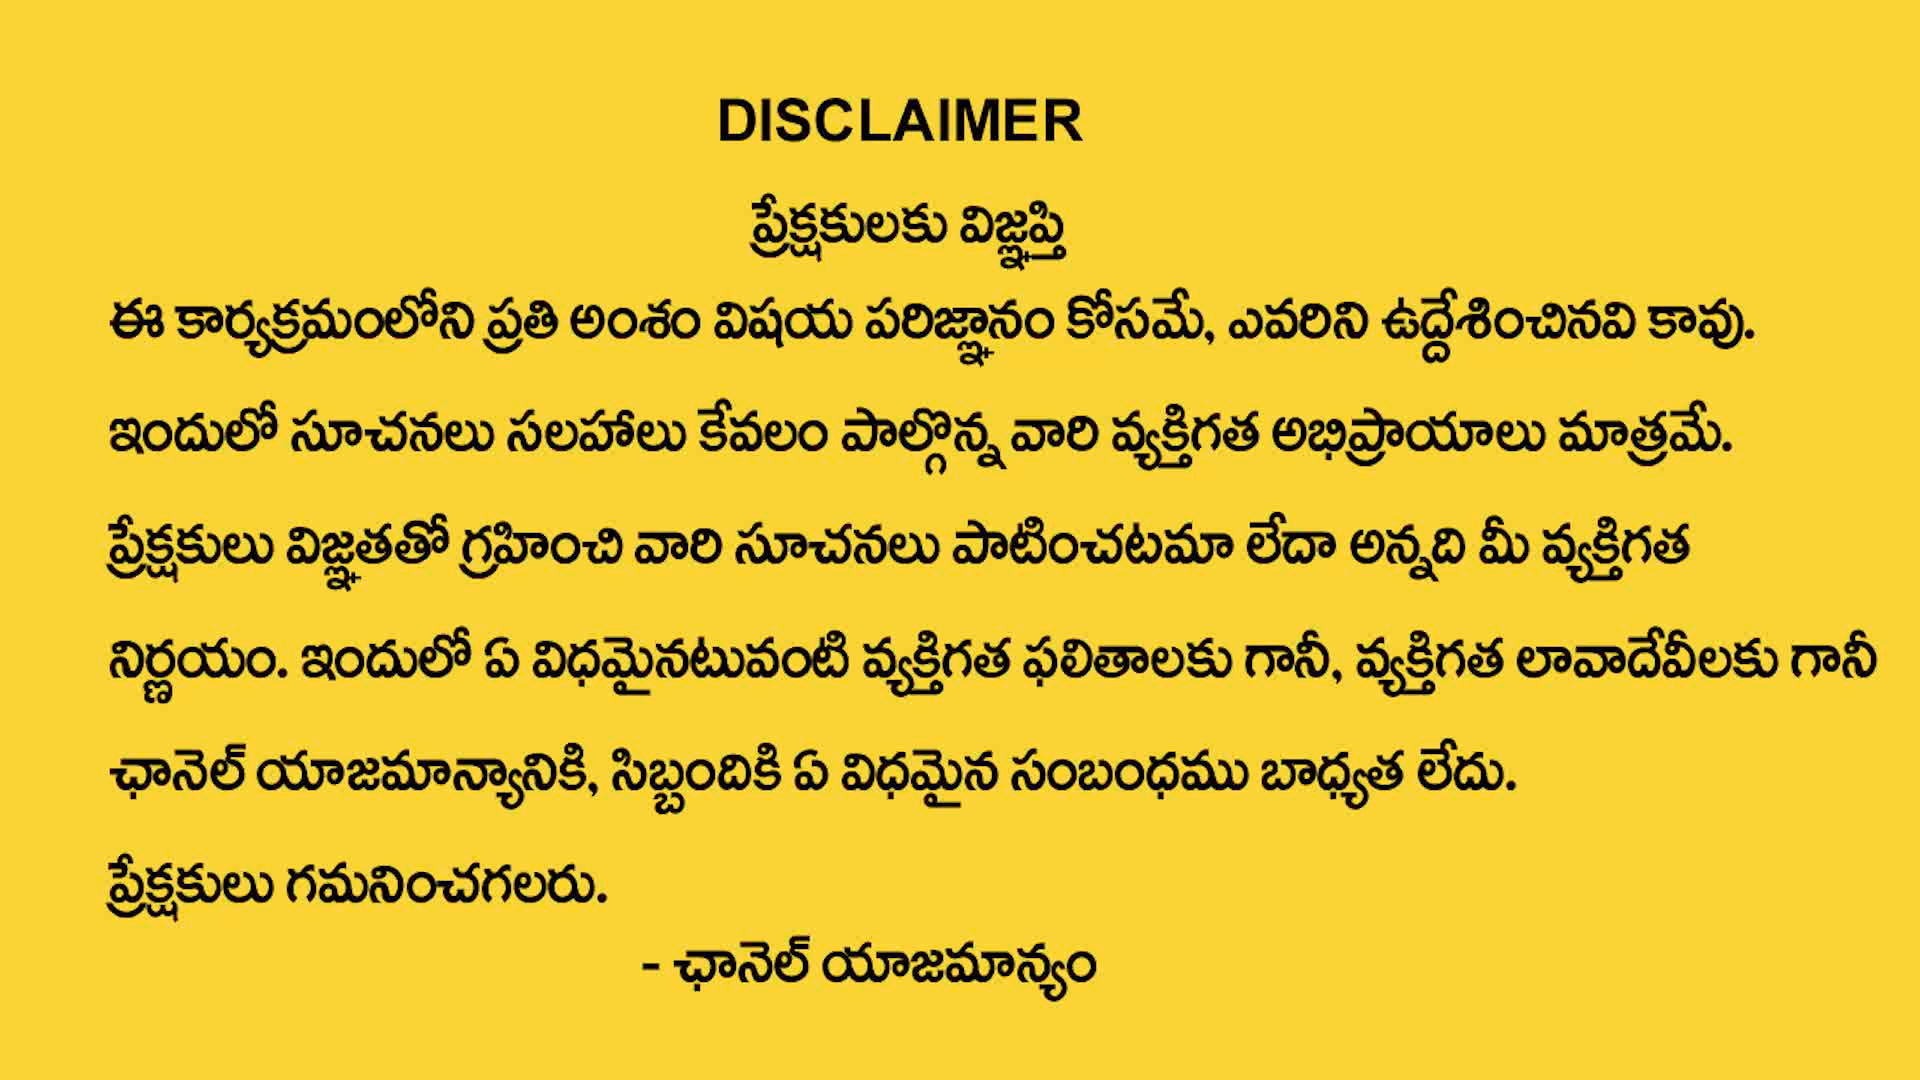 DISCLAIMER
ప్రేక్షకులకు విజ్ఞప్తి
ఈ కార్యక్రమంలోని ప్రతి అంశం విషయ పరిజ్ఞానం కోసమే, ఎవరిని ఉద్దేశించినవి కావు.
ఇందులో సూచనలు సలహాలు కేవలం పాల్గొన్న వారి వ్యక్తిగత అభిప్రాయాలు మాత్రమే.
ప్రేక్షకులు విజ్ఞతతో గ్రహించి వారి సూచనలు పాటించటమా లేదా అన్నది మీ వ్యక్తిగత
నిర్ణయం. ఇందులో ఏ విధమైనటువంటి వ్యక్తిగత ఫలితాలకు గానీ, వ్యక్తిగత లావాదేవీలకు గానీ
ఛానెల్ యాజమాన్యానికి, సిబ్బందికి ఏ విధమైన సంబంధము బాధ్యత లేదు.
ప్రేక్షకులు గమనించగలరు.
- ఛానెల్ యాజమాన్యం